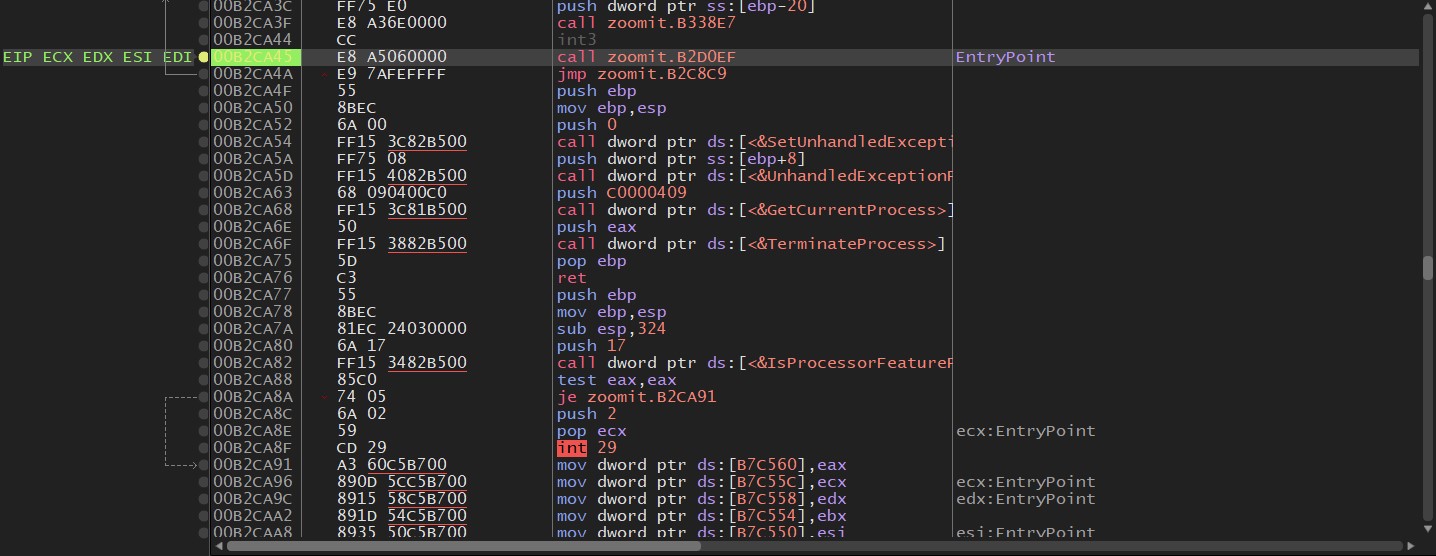 00B2CA3C FF75 E0 push dword ptr ss:[ebp-20]
00B2CA3F E8 A36E0000 call zoomit.B338E7
00B2CA44 CC int3
EIP ECX EDX ESI EDI 00B2CA45 E8 A5060000 call zoomit.B2D0EF EntryPoint
00B2CA4A E9 7AFEFFFF jmp zoomit.B2C8C9
00B2CA4F 55 push ebp
00B2CA50 8BEC mov ebp,esp
00B2CA52 6A 00 push 0
00B2CA54 FF15 3C82B500 call dword ptr ds:[<&SetUnhandledExcepti
00B2CA5A FF75 08 push dword ptr ss:[ebp+8]
00B2CA5D FF15 4082B500 call dword ptr ds:[<&UnhandledExceptionF
00B2CA63 68 090400C0 push C0000409
00B2CA68 FF15 3C81B500 call dword ptr ds:[<&GetCurrentProcess>]
00B2CA6E 50 push eax
00B2CA6F FF15 3882B500 call dword ptr ds:[<&TerminateProcess>]
00B2CA75 5D pop ebp
00B2CA76 C3 ret
00B2CA77 55 push ebp
00B2CA78 8BEC mov ebp,esp
00B2CA7A 81EC 24030000 sub esp,324
00B2CA80 6A 17 push 17
00B2CA82 FF15 3482B500 call dword ptr ds:[<&IsProcessorFeatureP
00B2CA88 85C0 test eax,eax
00B2CA8A 74 05 je zoomit.B2CA91
00B2CA8C 6A 02 push 2
00B2CA8E 59 pop ecx ecx:EntryPoint
00B2CA8F CD 29 int 29
00B2CA91 A3 60C5B700 mov dword ptr ds:[B7C560],eax
00B2CA96 890D 5CC5B700 mov dword ptr ds:[B7C55C],ecx ecx:EntryPoint
00B2CA9C 8915 58C5B700 mov dword ptr ds:[B7C558],edx edx:EntryPoint
00B2CAA2 891D 54C5B700 mov dword ptr ds:[B7C554],ebx
00B2CAA8 8935 50C5B700 mov dword ptr ds:[B7C550],esi esi:EntryPoint